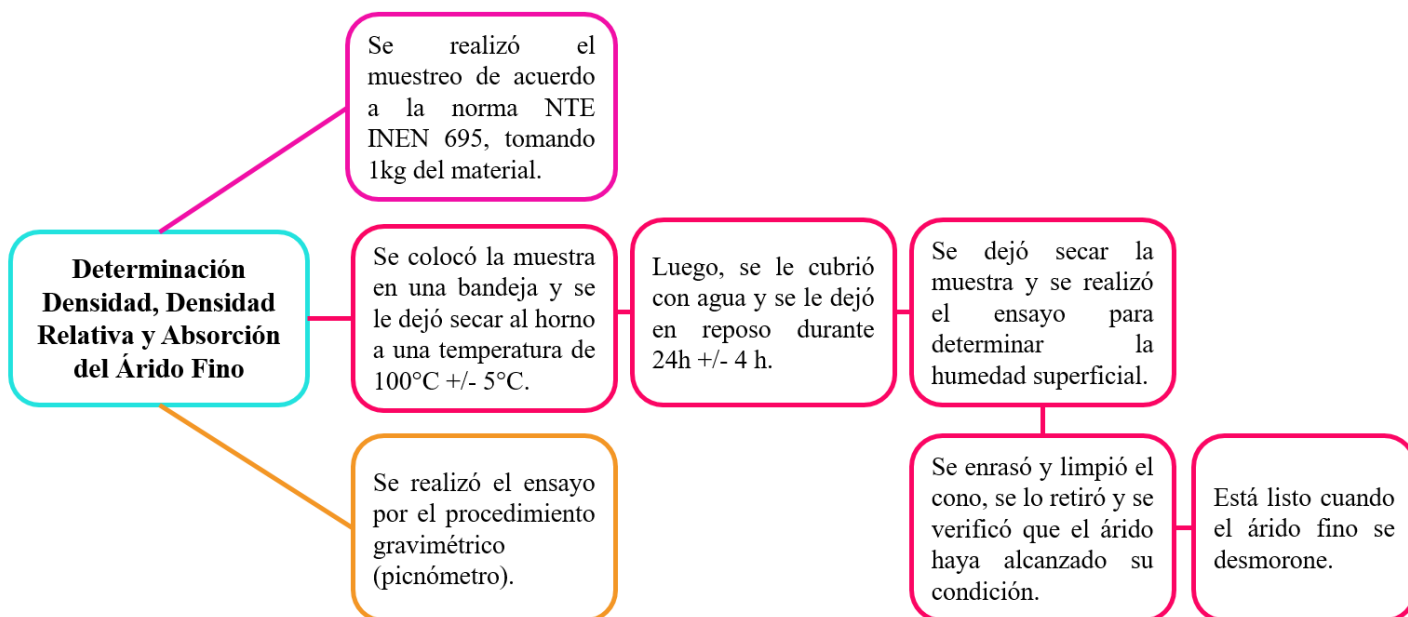 Se realizó el
muestreo de acuerdo
a la norma NTE
INEN 695, tomando
1kg del material.
Determinación
Densidad, Densidad
Relativa y Absorción
del Árido Fino
Se colocó la muestra
en una bandeja y se
le dejó secar al horno
a una temperatura de
100°C +/- 5°C.
Luego, se le cubrió
con agua y se le dejó
en reposo durante
24h +/- 4 h.
Se dejó secar la
muestra y se realizó
el ensayo para
determinar la
humedad superficial.
Se enrasó y limpió el
cono, se lo retiró y se
verificó que el árido
haya alcanzado su
condición.
Está listo cuando
el árido fino se
desmorone.
Se realizó el ensayo
por el procedimiento
gravimétrico
(picnómetro).